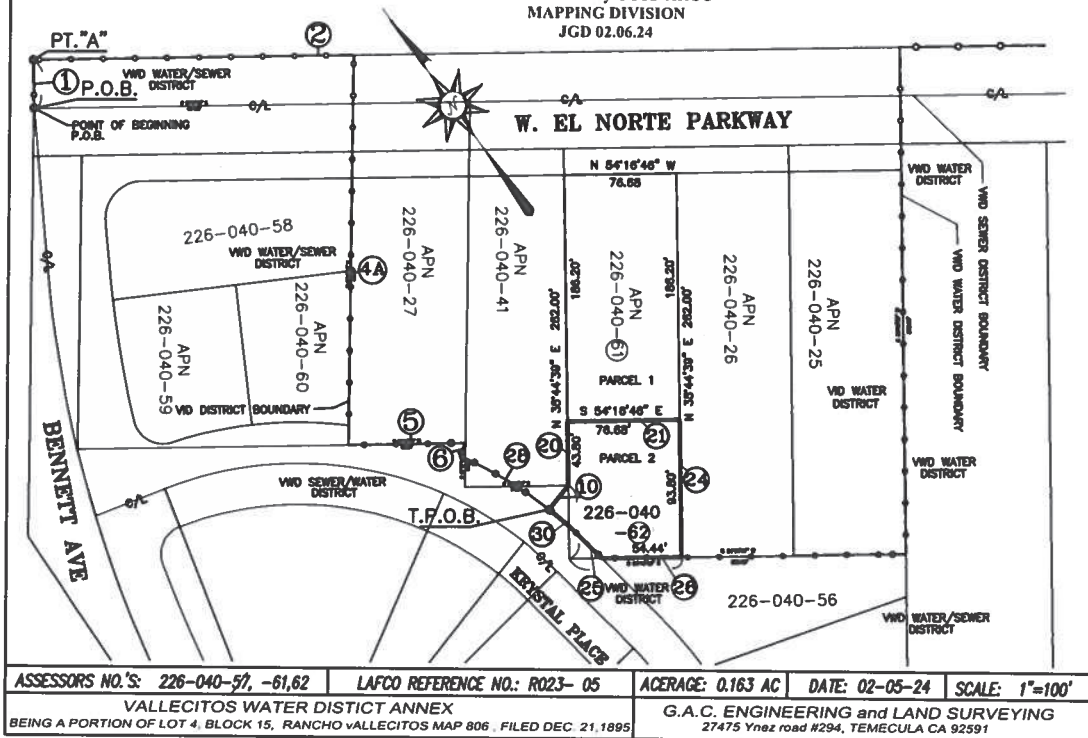 MAPPING DIVISION
JGD 02.06.24
PT."A"
2
1
VWD WATER/SEWER
DISTRICT
P.O.B.
C/L
C/L
C/L
POINT OF BEGINNING
P.O.B.
N
W. EL NORTE PARKWAY
N 54°16'46" W
76.68
VWD WATER
DISTRICT
VWD SEWER DISTRICT BOUNDARY
VWD WATER DISTRICT BOUNDARY
226-040-58
VWD WATER/SEWER
DISTRICT
4A
APN
226-040-27
APN
226-040-41
APN
226-040-61
186.20'
186.20'
N 35°44'39" E 262.00'
N 35°44'39" E 262.00'
APN
226-040-26
APN
226-040-25
C/L
APN
226-040-59
APN
226-040-60
PARCEL 1
VID WATER
DISTRICT
VID DISTRICT BOUNDARY
S 54°16'46" E
76.68'
21
20
43.80'
PARCEL 2
5
6
28
24
93.80'
VWD WATER
DISTRICT
BENNETT AVE
VWD SEWER/WATER
DISTRICT
C/L
10
T.P.O.B.
226-040
-62
30
54.44'
C/L
25
VWD WATER
DISTRICT
26
226-040-56
KRYSTAL PLACE
VWD WATER/SEWER
DISTRICT
ASSESSORS NO.'S: 226-040-57, -61,62
LAFCO REFERENCE NO.: RO23- 05
ACERAGE: 0.163 AC
DATE: 02-05-24
SCALE: 1"=100'
VALLECITOS WATER DISTICT ANNEX
BEING A PORTION OF LOT 4, BLOCK 15, RANCHO vALLECITOS MAP 806 , FILED DEC. 21,1895
G.A.C. ENGINEERING and LAND SURVEYING
27475 Ynez road #294, TEMECULA CA 92591